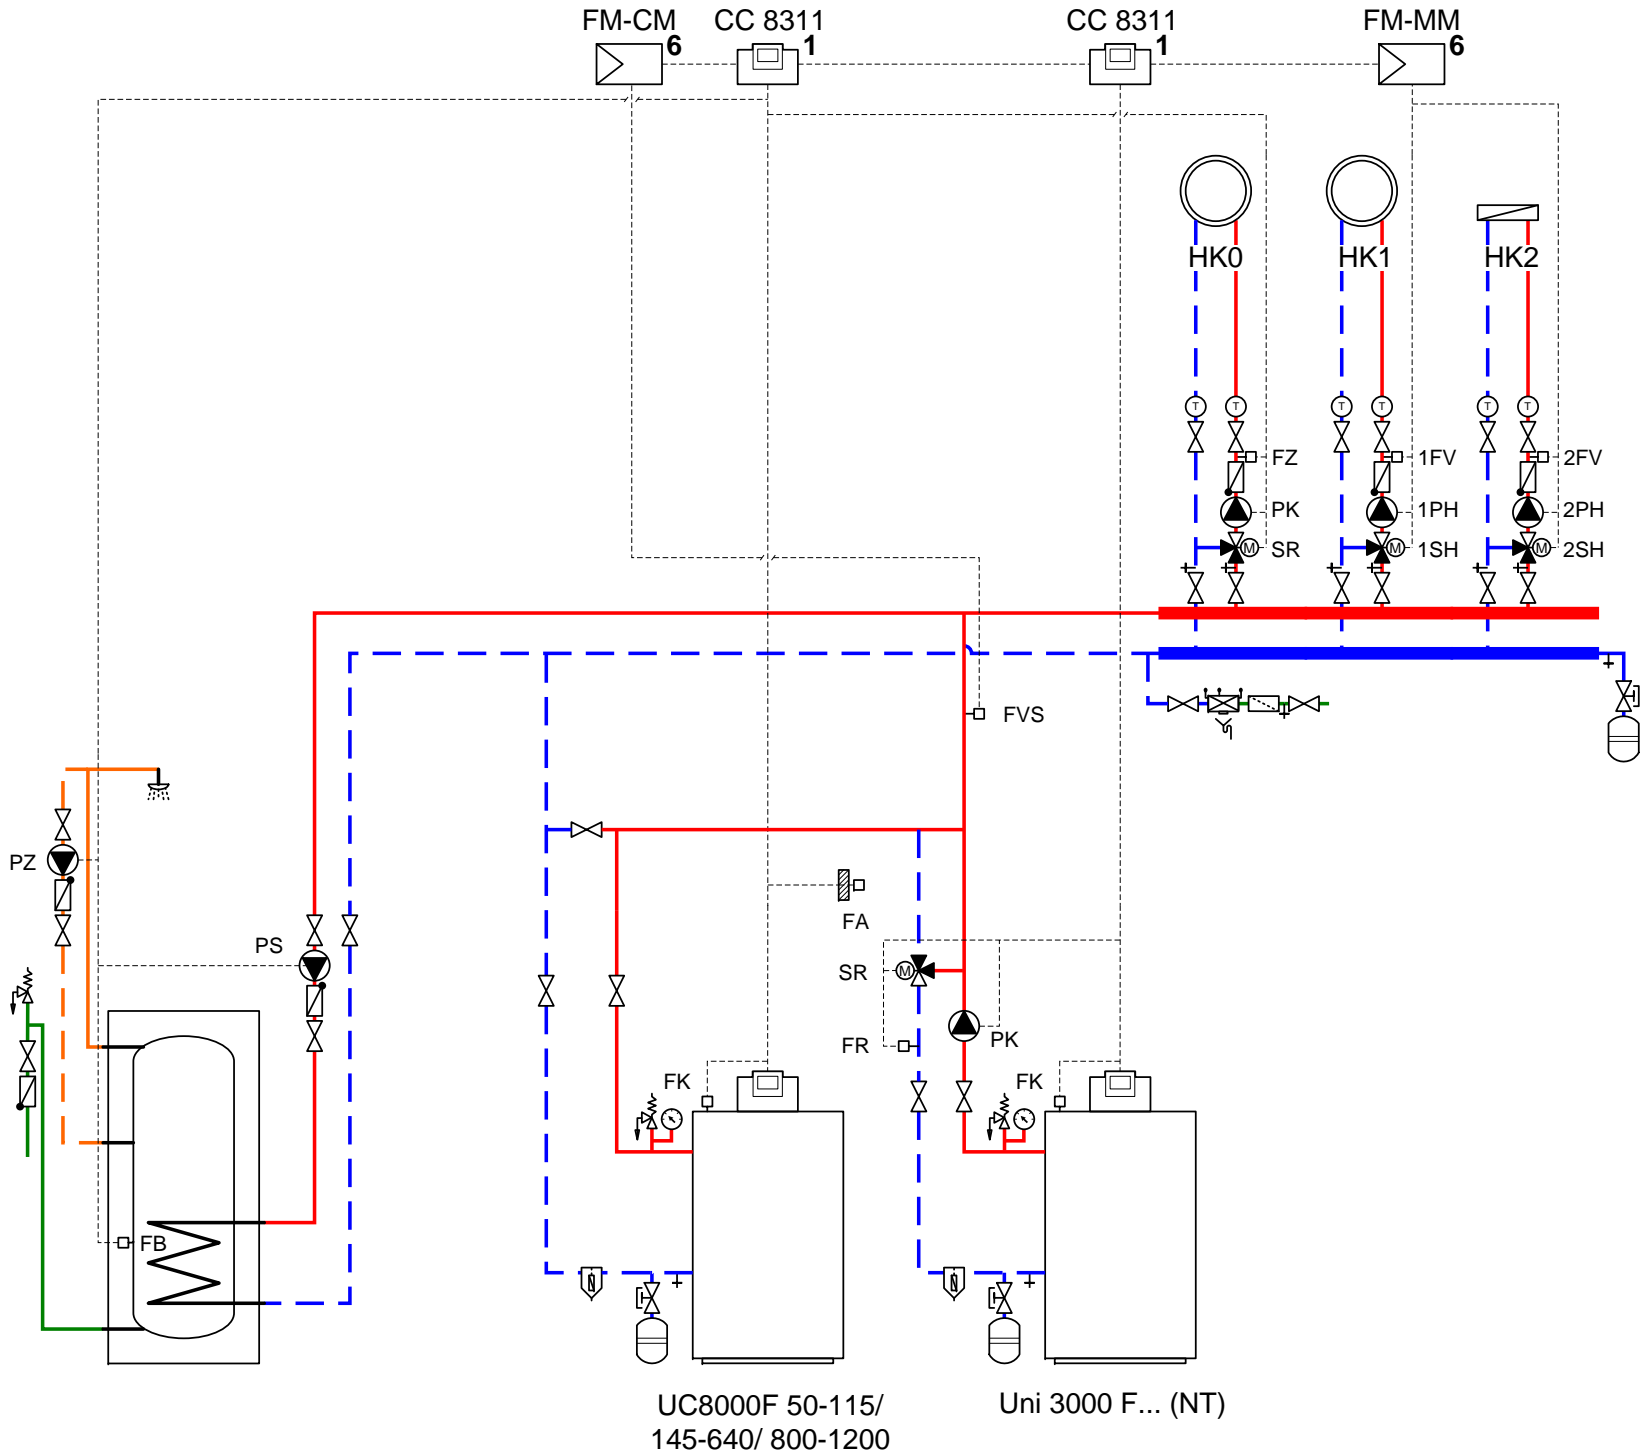 FM-CM
6
CC 8311
1
CC 8311
1
FM-MM
6
HK0
HK1
HK2
T
T
T
T
T
T
FZ
1FV
2FV
PK
1PH
2PH
M
SR
M
1SH
M
2SH
FVS
PZ
FA
PS
SR
M
FR
PK
FK
FK
FB
UC8000F 50-115/
145-640/ 800-1200
Uni 3000 F... (NT)